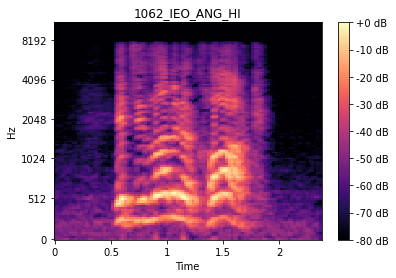 1062_IEO_ANG_HI
Hz
8192
4096
2048
1024
512
0
0 0.5 1 1.5 2
Time
+0 dB
-10 dB
-20 dB
-30 dB
-40 dB
-50 dB
-60 dB
-70 dB
-80 dB